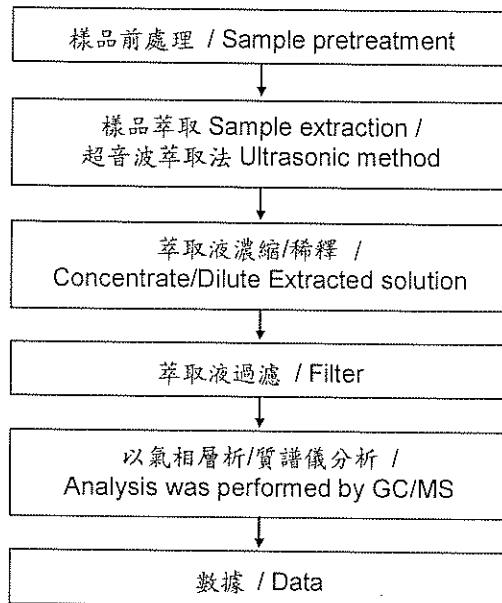 樣品前處理 / Sample pretreatment
樣品萃取 Sample extraction /
超音波萃取法 Ultrasonic method
萃取液濃縮/稀釋 /
Concentrate/Dilute Extracted solution
萃取液過濾 / Filter
以氣相層析/質譜儀分析 /
Analysis was performed by GC/MS
數據 / Data